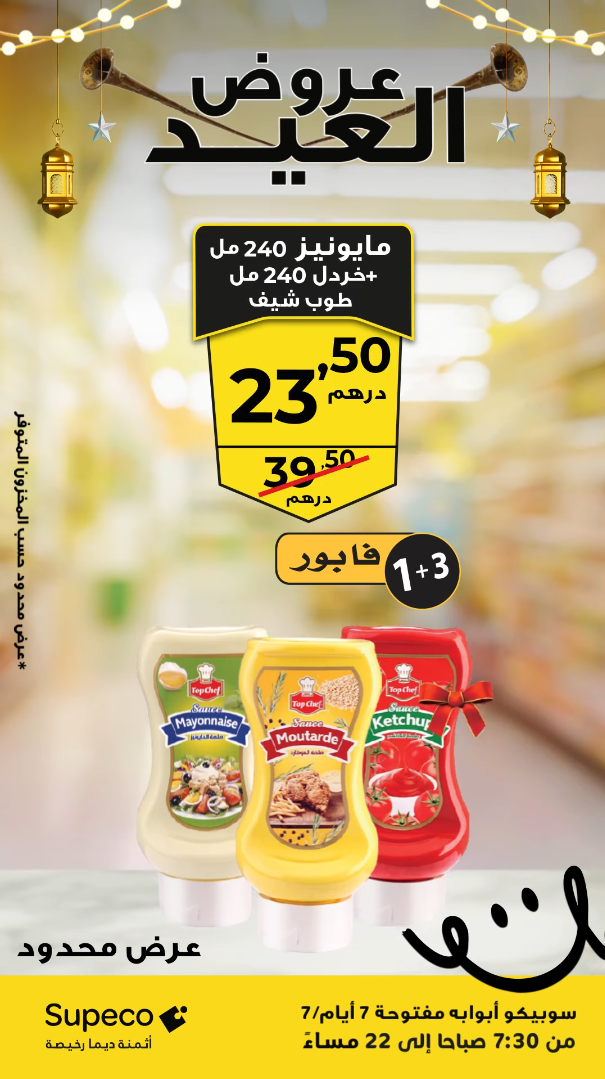 عروض
العيد
مايونيز 240 مل
+خردل 240 مل
طوب شيف
23,50
درهم
39,50
درهم
فابور 3+1
*عرض محدود حسب المخزون المتوفر
Top Chef
Sauce
Mayonnaise
Top Chef
Sauce
Moutarde
Top Chef
Sauce
Ketchup
عرض محدود
Supeco
أثمنة ديما رخيصة
سوبيكو أبوابه مفتوحة 7 أيام/7
من 7:30 صباحا إلى 22 مساءً